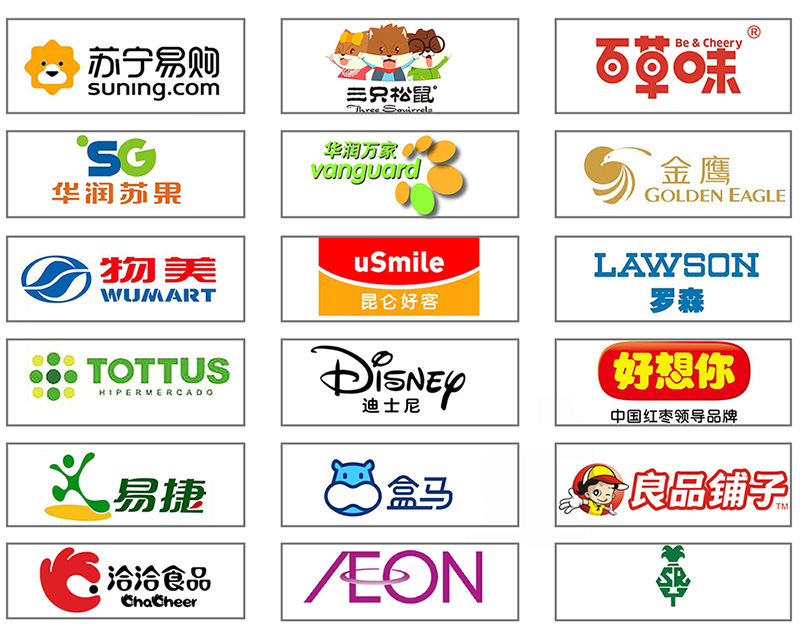 苏宁易购
suning.com
三只松鼠®
Three Squirrels
百草味
Be & Cheery
®
SG
华润苏果
华润万家
vanguard
金鹰
GOLDEN EAGLE
物美
WUMART
uSmile
昆仑好客
LAWSON
罗森
TOTTUS
HIPERMERCADO
Disney
迪士尼
好想你
中国红枣领导品牌
易捷
盒马
良品铺子
TM
洽洽食品
ChaCheer
AEON